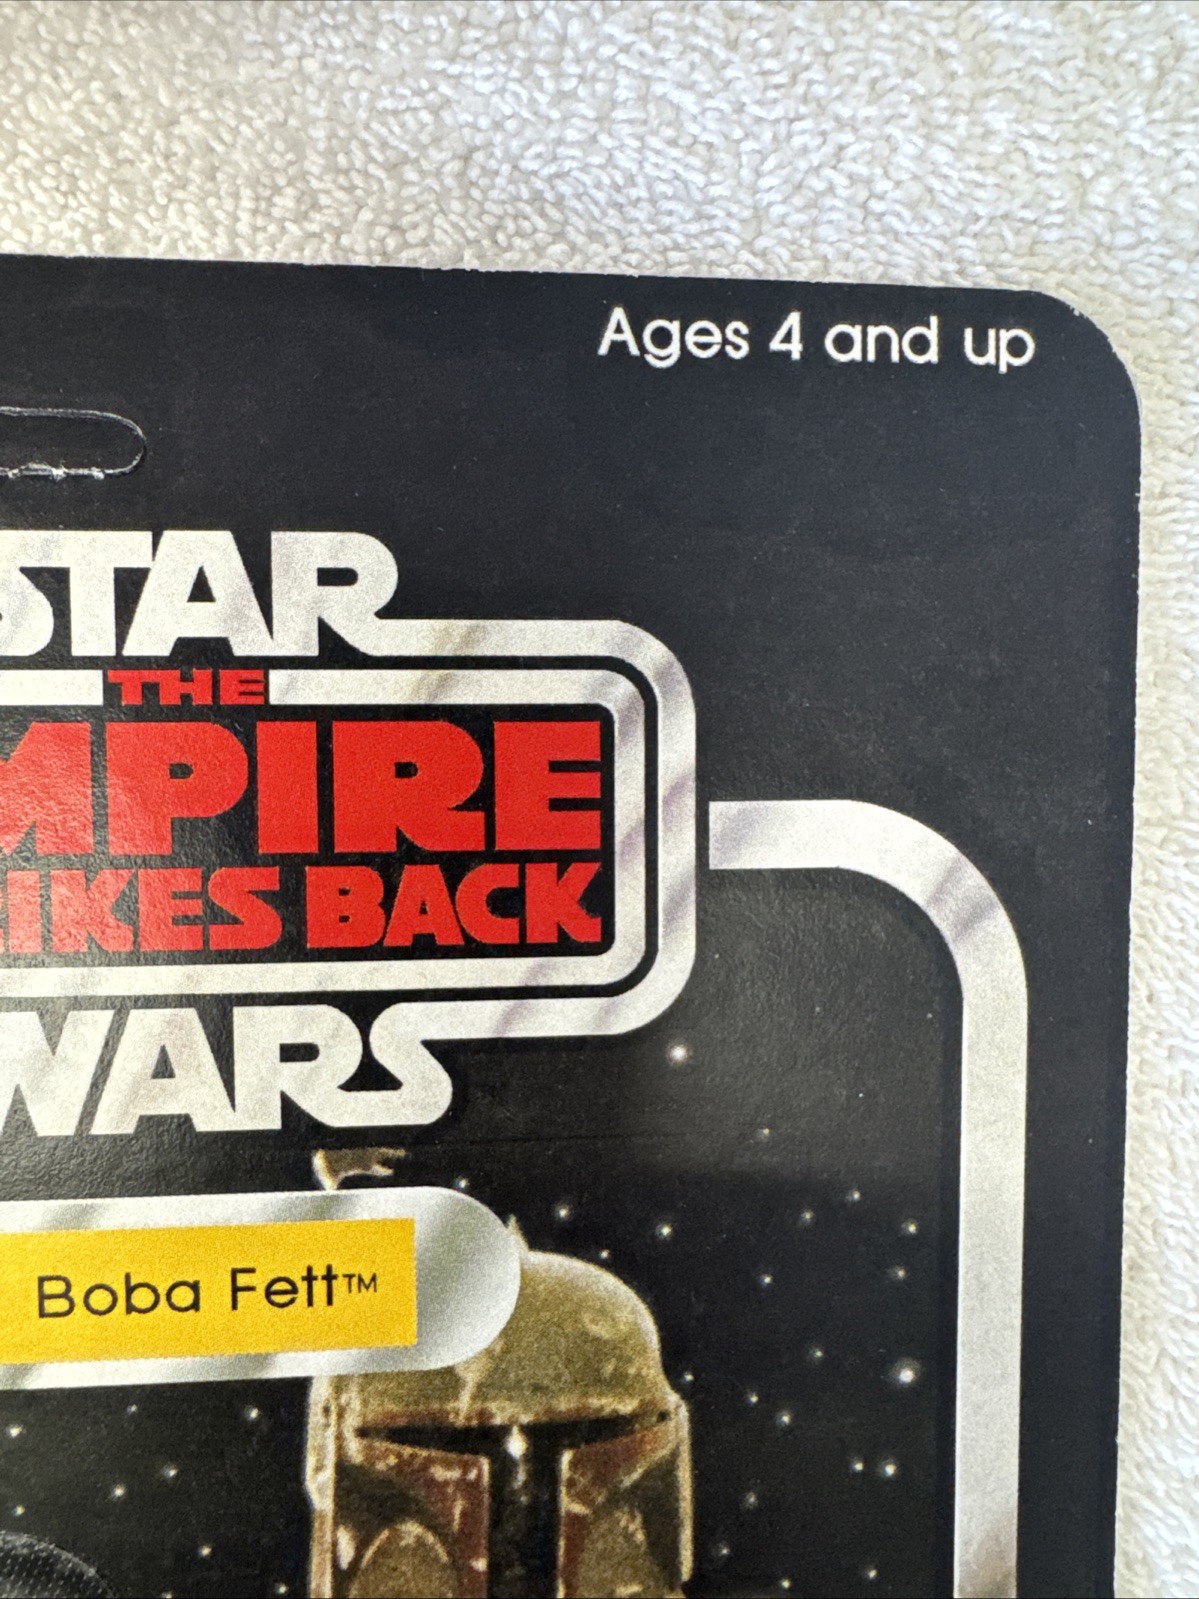 Ages 4 and up
STAR
THE
MPIRE
IKES BACK
WARS
Boba Fett™